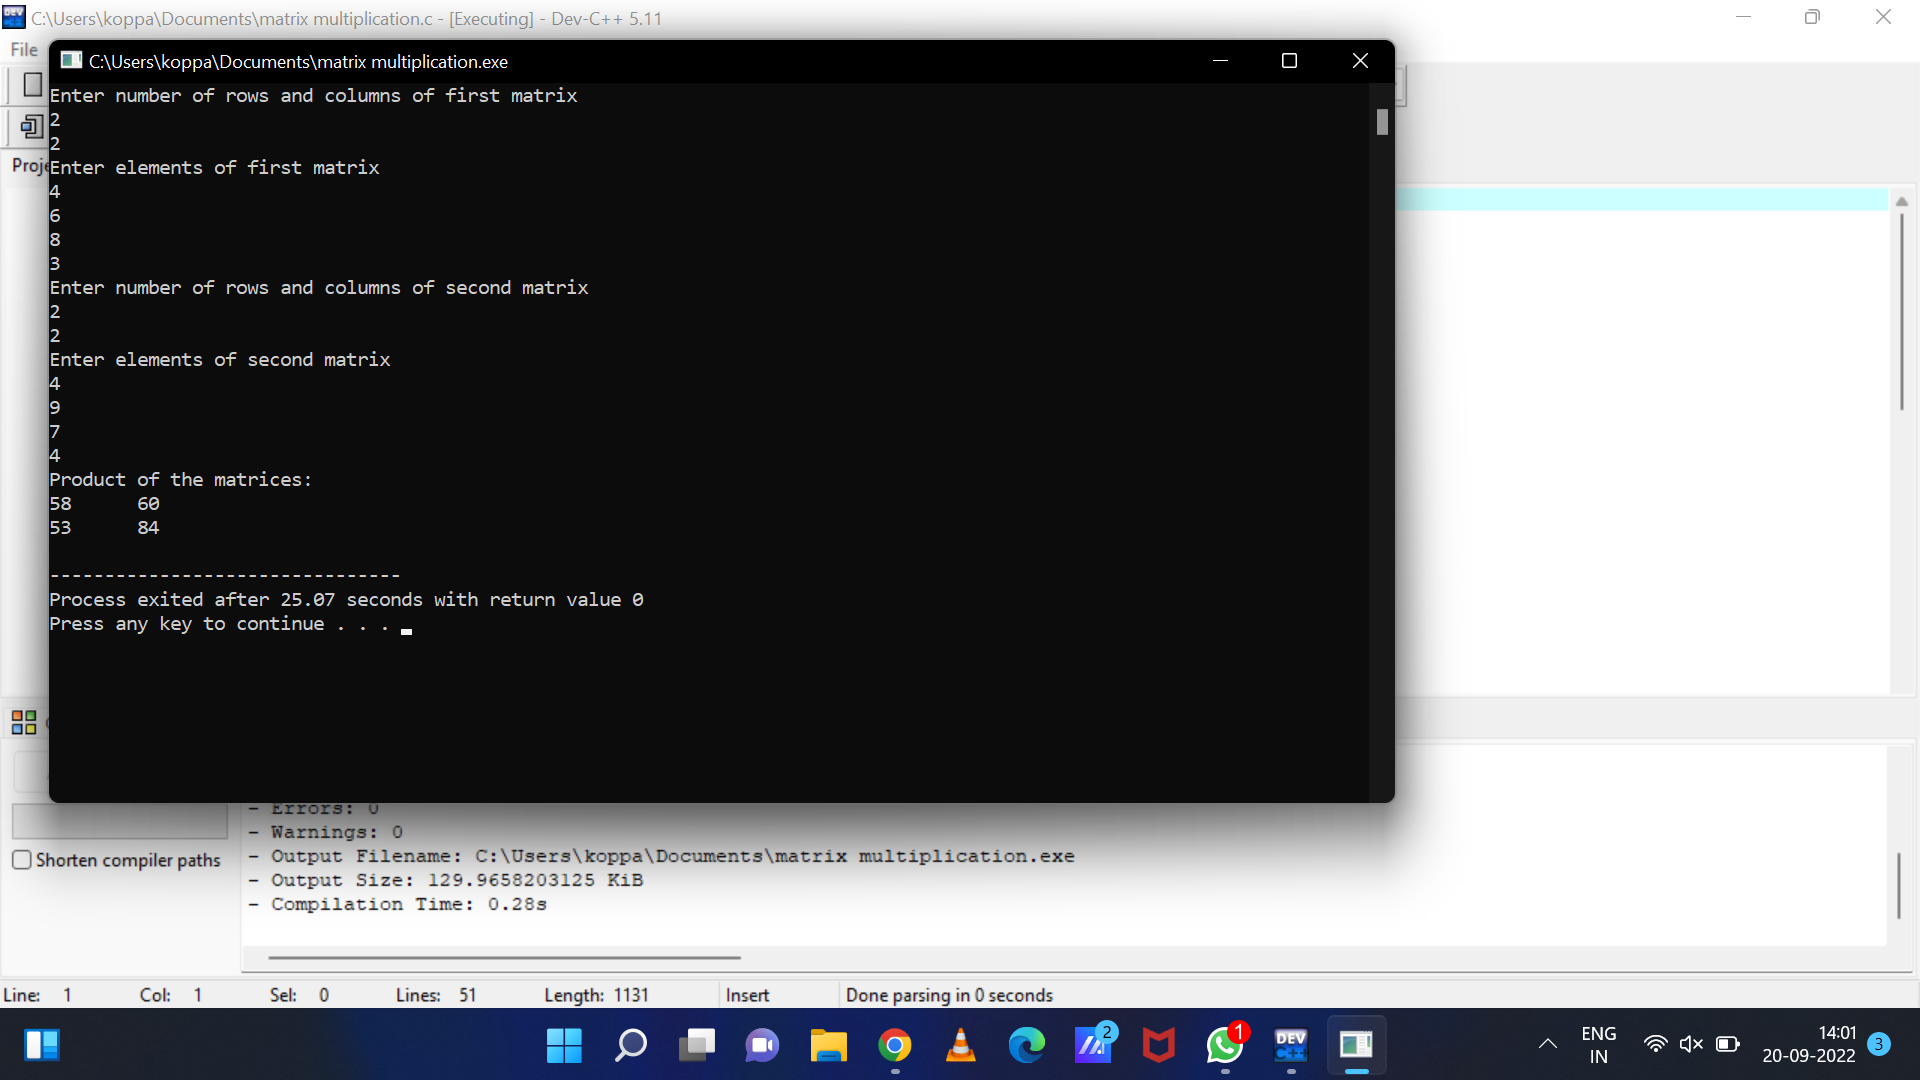 C:\Users\koppa\Documents\matrix multiplication.c - [Executing] - Dev-C++ 5.11
File
C:\Users\koppa\Documents\matrix multiplication.exe
Enter number of rows and columns of first matrix
2
2
Enter elements of first matrix
4
6
8
3
Enter number of rows and columns of second matrix
2
2
Enter elements of second matrix
4
9
7
4
Product of the matrices:
58 60
53 84
--------------------------------
Process exited after 25.07 seconds with return value 0
Press any key to continue . . .
- Errors: 0
- Warnings: 0
- Output Filename: C:\Users\koppa\Documents\matrix multiplication.exe
- Output Size: 129.9658203125 KiB
- Compilation Time: 0.28s
Shorten compiler paths
Line: 1 Col: 1 Sel: 0 Lines: 51 Length: 1131 Insert Done parsing in 0 seconds
2
1
DEV
C++
ENG
IN
14:01
20-09-2022
3